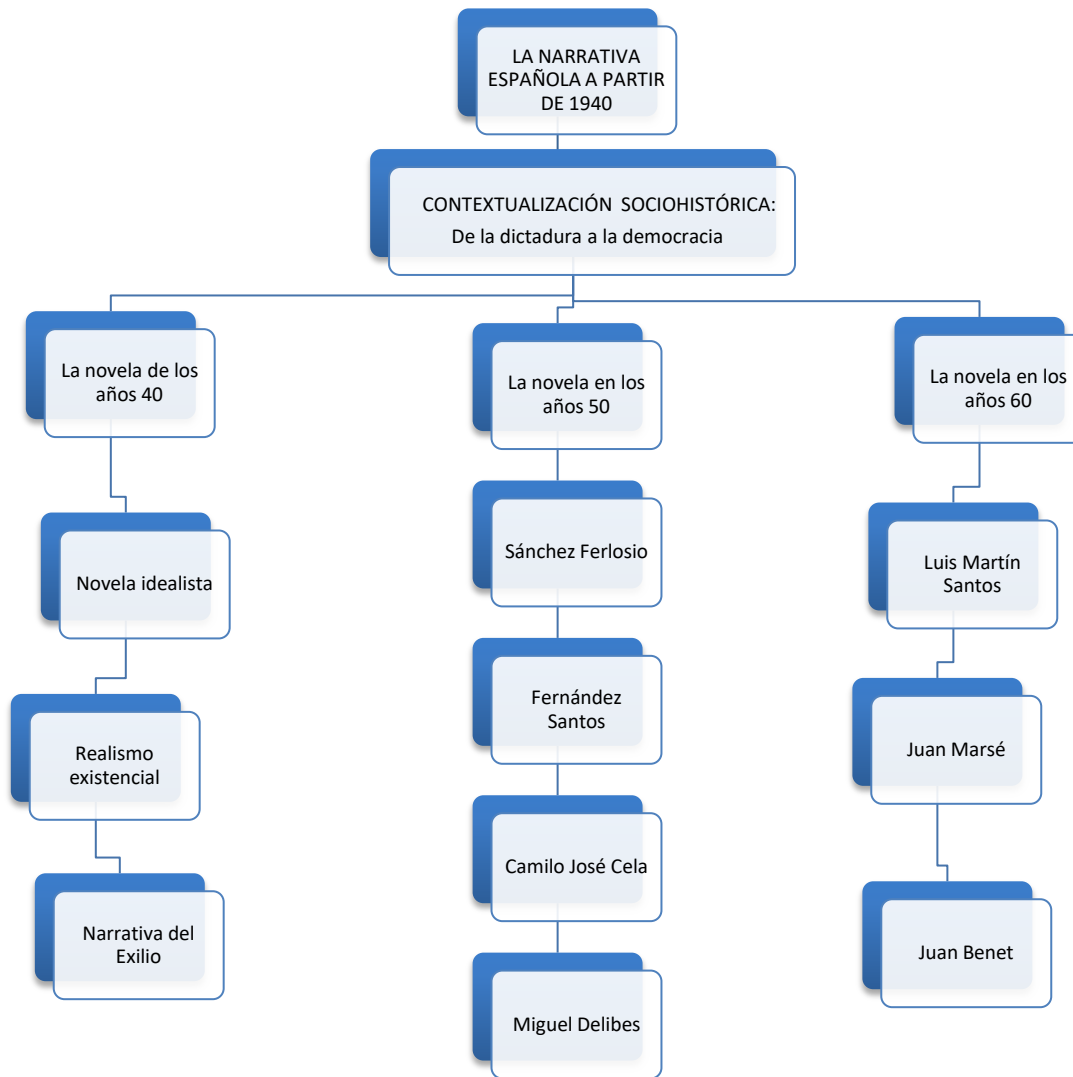 LA NARRATIVA
ESPAÑOLA A PARTIR
DE 1940
CONTEXTUALIZACIÓN SOCIOHISTÓRICA:
De la dictadura a la democracia
La novela de los
años 40
Novela idealista
Realismo
existencial
Narrativa del
Exilio
La novela en los
años 50
Sánchez Ferlosio
Fernández
Santos
Camilo José Cela
Miguel Delibes
La novela en los
años 60
Luis Martín
Santos
Juan Marsé
Juan Benet